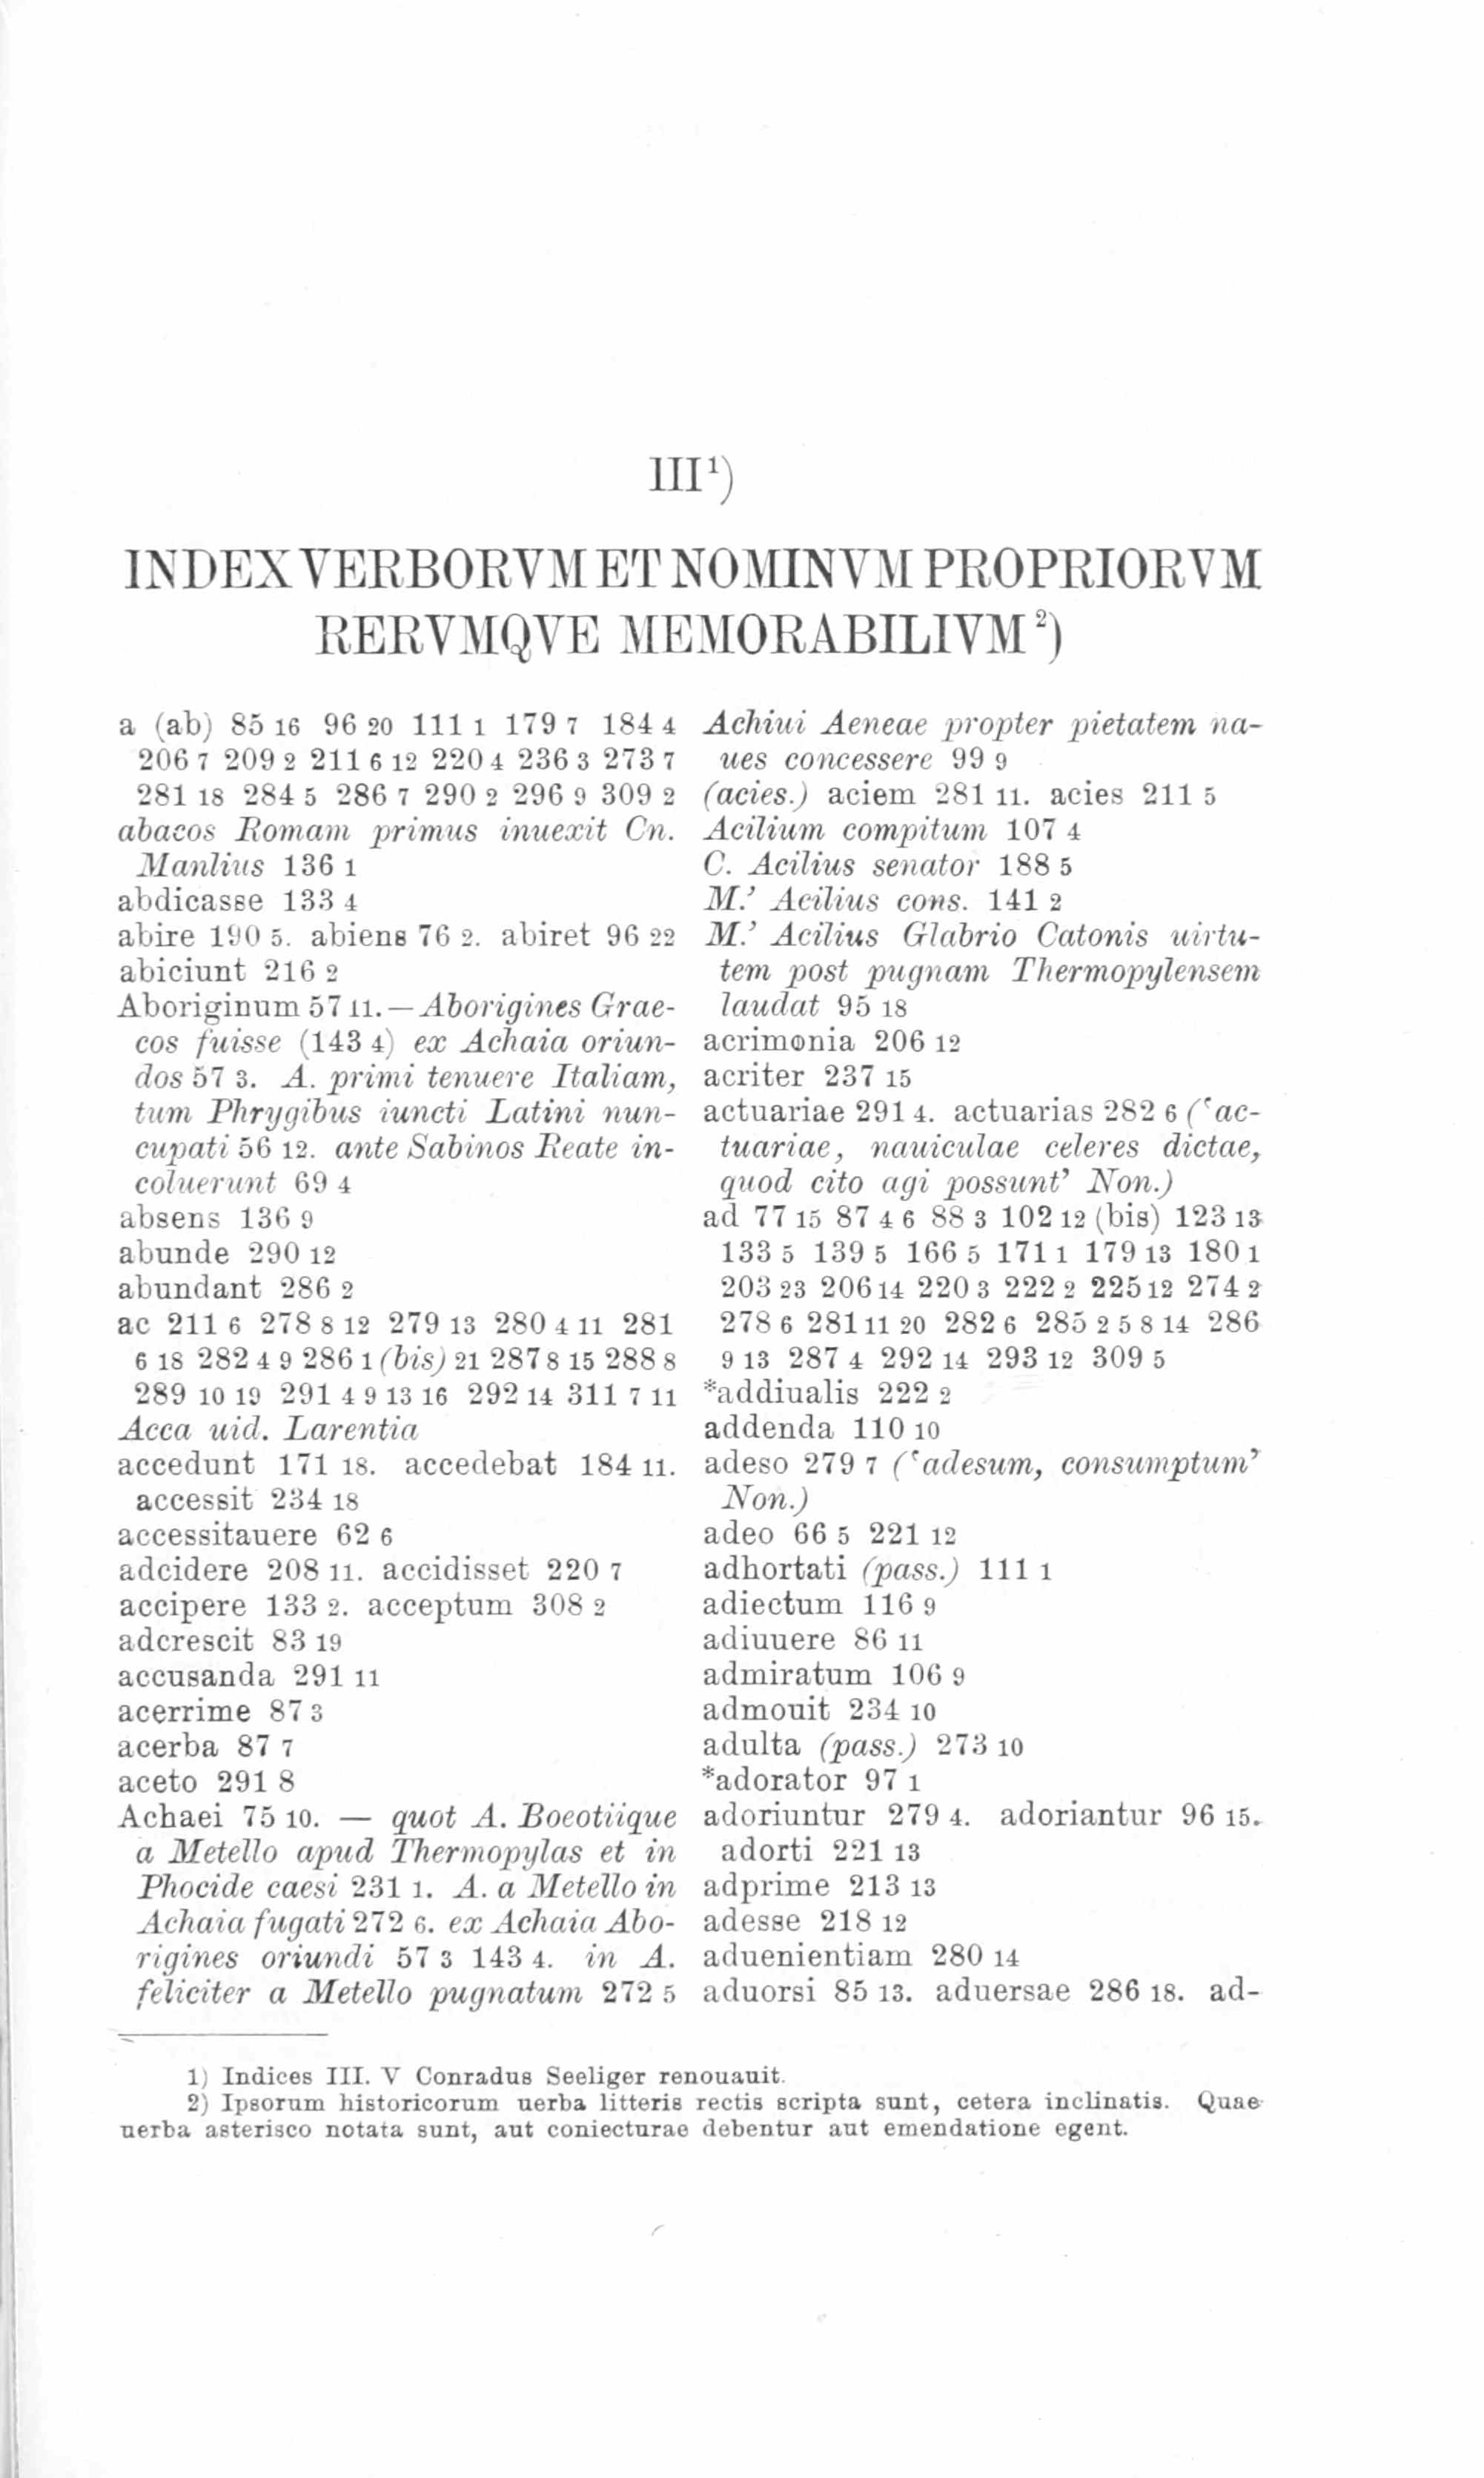 III¹)
INDEX VERBORVM ET NOMINVM PROPRIORVM
RERVMQVE MEMORABILIVM²)
a (ab) 85 16 96 20 111 1 179 7 184 4
206 7 209 2 211 6 12 220 4 236 3 273 7
281 18 284 5 286 7 290 2 296 9 309 2
abacos Romam primus inuexit Cn.
Manlius 136 1
abdicasse 133 4
abire 190 5. abiens 76 2. abiret 96 22
abiciunt 216 2
Aboriginum 57 11. — Aborigines Grae-
cos fuisse (143 4) ex Achaia oriun-
dos 57 3. A. primi tenuere Italiam,
tum Phrygibus iuncti Latini nun-
cupati 56 12. ante Sabinos Reate in-
coluerunt 69 4
absens 136 9
abunde 290 12
abundant 286 2
ac 211 6 278 8 12 279 13 280 4 11 281
6 18 282 4 9 286 1 (bis) 21 287 8 15 288 8
289 10 19 291 4 9 13 16 292 14 311 7 11
Acca uid. Larentia
accedunt 171 18. accedebat 184 11.
accessit 234 18
accessitauere 62 6
adcidere 208 11. accidisset 220 7
accipere 133 2. acceptum 308 2
adcrescit 83 19
accusanda 291 11
acerrime 87 3
acerba 87 7
aceto 291 8
Achaei 75 10. — quot A. Boeotiique
a Metello apud Thermopylas et in
Phocide caesi 231 1. A. a Metello in
Achaia fugati 272 6. ex Achaia Abo-
rigines oriundi 57 3 143 4. in A.
feliciter a Metello pugnatum 272 5
Achiui Aeneae propter pietatem na-
ues concessere 99 9
(acies.) aciem 281 11. acies 211 5
Acilium compitum 107 4
C. Acilius senator 188 5
M.' Acilius cons. 141 2
M.' Acilius Glabrio Catonis uirtu-
tem post pugnam Thermopylensem
laudat 95 18
acrimonia 206 12
acriter 237 15
actuariae 291 4. actuarias 282 6 (‘ac-
tuariae, nauiculae celeres dictae,
quod cito agi possunt’ Non.)
ad 77 15 87 4 6 88 3 102 12 (bis) 123 13
133 5 139 5 166 5 171 1 179 13 180 1
203 23 206 14 220 3 222 2 225 12 274 2
278 6 281 11 20 282 6 285 2 5 8 14 286
9 13 287 4 292 14 293 12 309 5
*addiualis 222 2
addenda 110 10
adeso 279 7 (‘adesum, consumptum’
Non.)
adeo 66 5 221 12
adhortati (pass.) 111 1
adiectum 116 9
adiuuere 86 11
admiratum 106 9
admouit 234 10
adulta (pass.) 273 10
*adorator 97 1
adoriuntur 279 4. adoriantur 96 15.
adorti 221 13
adprime 213 13
adesse 218 12
aduenientiam 280 14
aduorsi 85 13. aduersae 286 18. ad-
1) Indices III. V Conradus Seeliger renouauit.
2) Ipsorum historicorum uerba litteris rectis scripta sunt, cetera inclinatis. Quae
uerba asterisco notata sunt, aut coniecturae debentur aut emendatione egent.